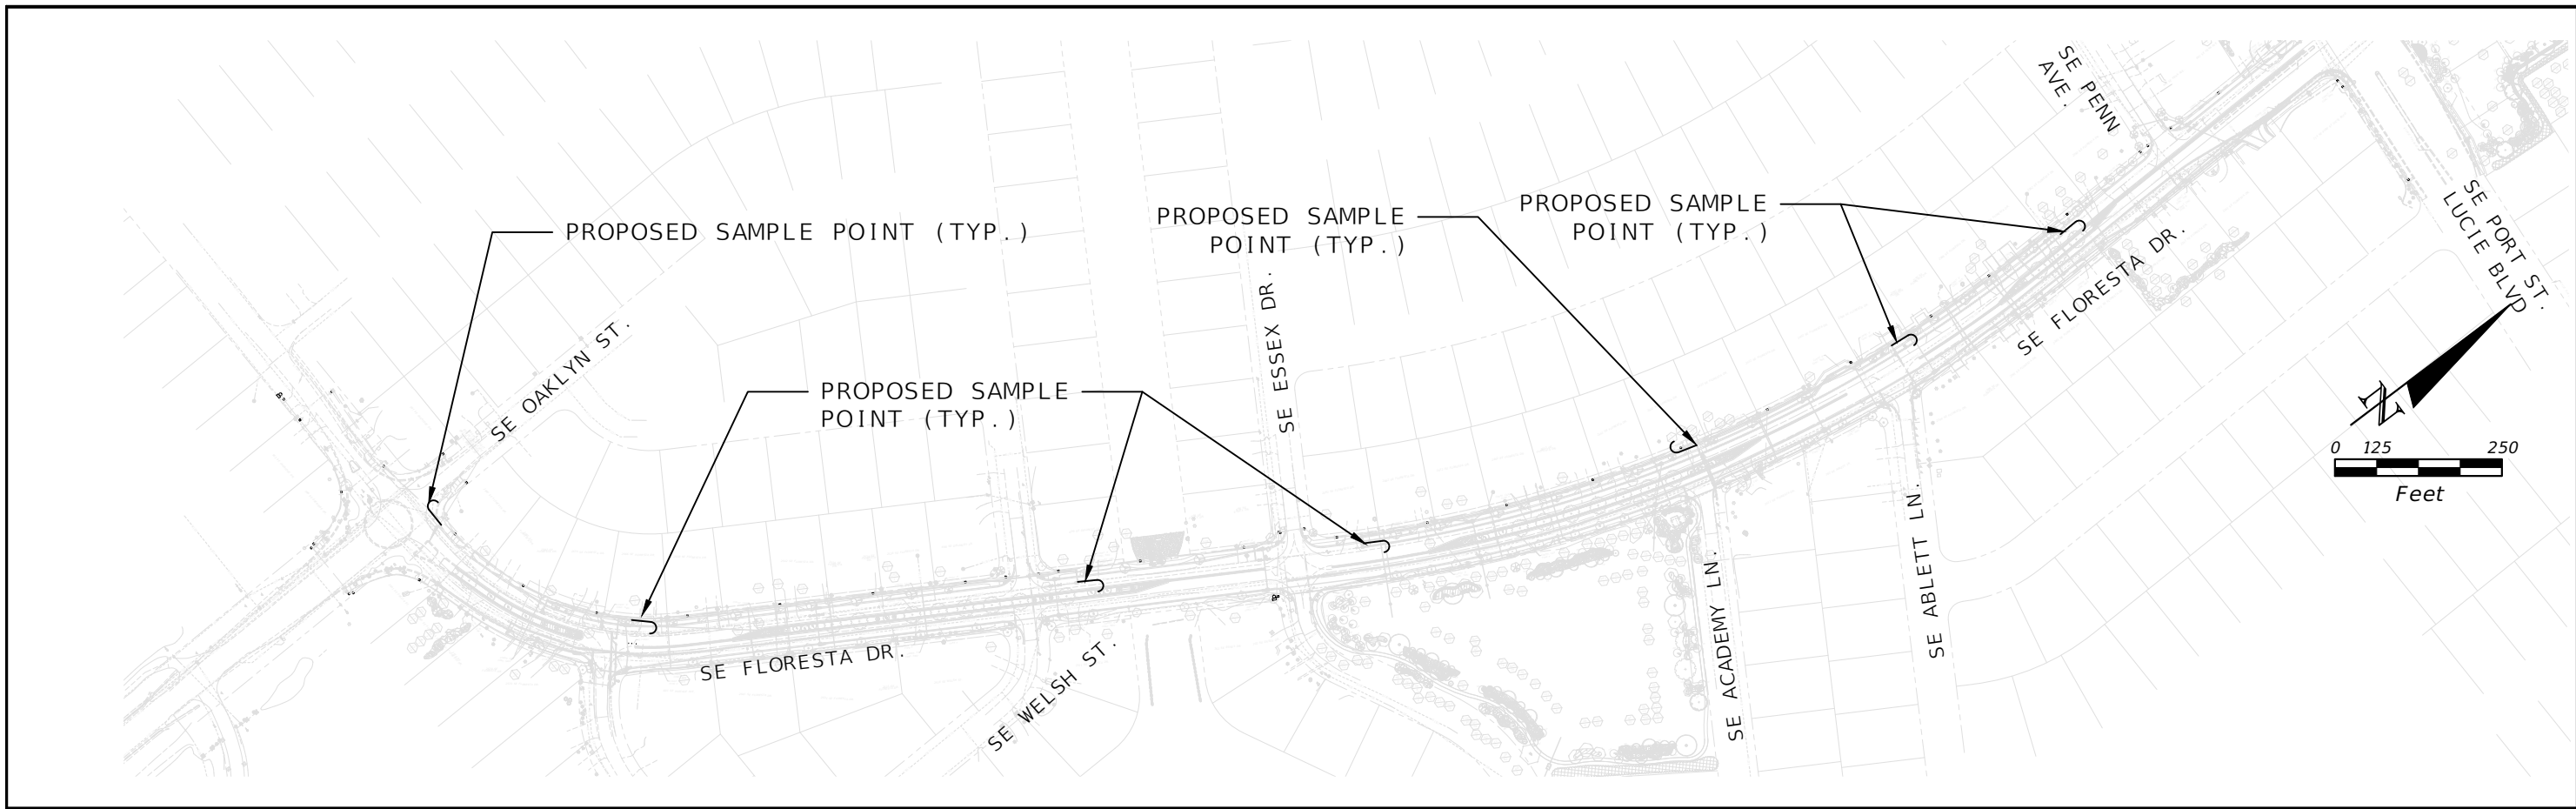 SE PENN
AVE.
SE PORT ST.
LUCIE BLVD
PROPOSED SAMPLE POINT (TYP.)
PROPOSED SAMPLE
POINT (TYP.)
PROPOSED SAMPLE
POINT (TYP.)
SE FLORESTA DR.
SE ESSEX DR.
SE OAKLYN ST.
PROPOSED SAMPLE
POINT (TYP.)
N
0 125 250
Feet
SE ABLETT LN.
SE ACADEMY LN.
SE FLORESTA DR.
SE WELSH ST.